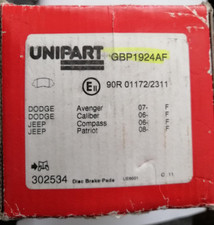 UNIPART
GBP1924AF
E11 90R 01172/2311
DODGE Avenger 07- F
DODGE Caliber 06- F
JEEP Compass 06- F
JEEP Patriot 08- F
302534 Disc Brake Pads